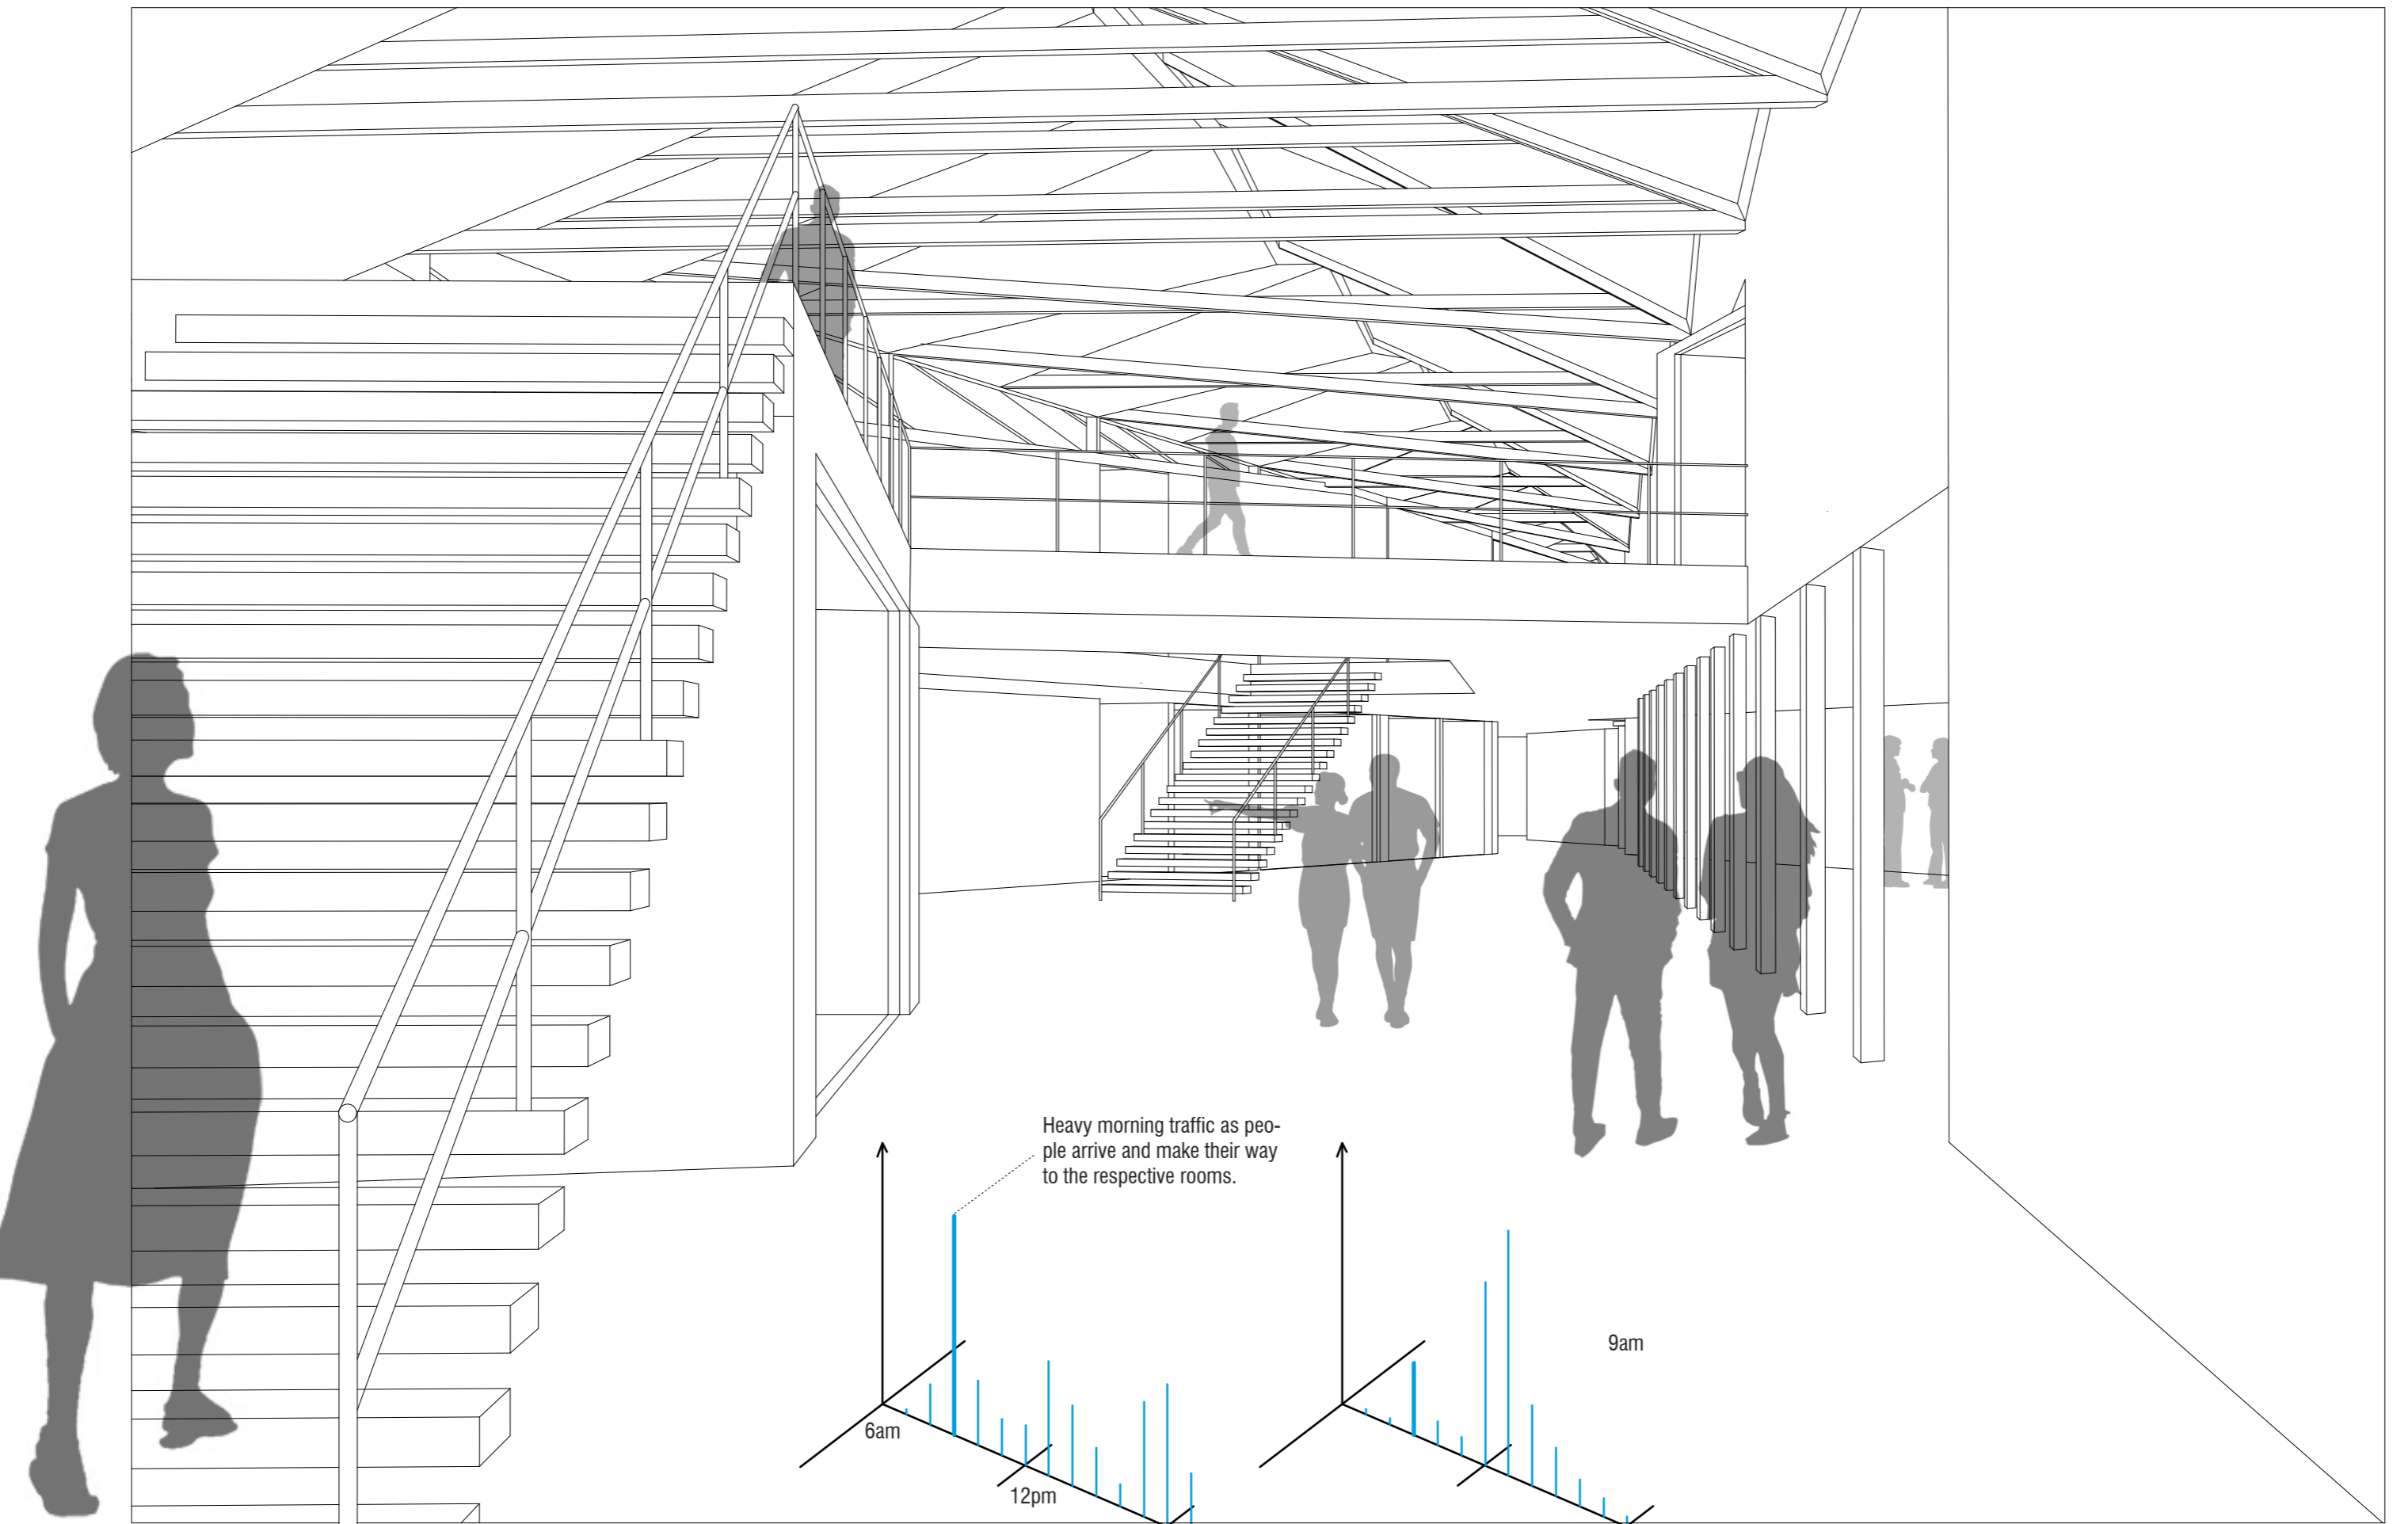 Heavy morning traffic as peo-
ple arrive and make their way
to the respective rooms.
9am
6am
12pm